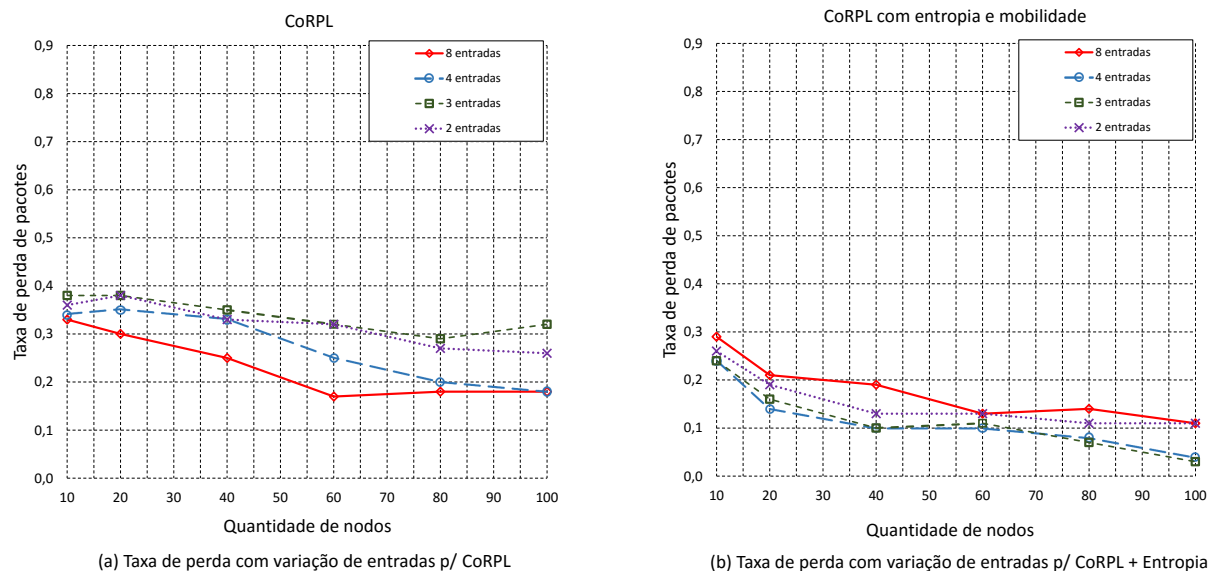 CoRPL
0,9
0,8
0,7
0,6
0,5
0,4
0,3
0,2
0,1
0,0
Taxa de perda de pacotes
8 entradas
4 entradas
3 entradas
2 entradas
10 20 30 40 50 60 70 80 90 100
Quantidade de nodos
(a) Taxa de perda com variação de entradas p/ CoRPL
CoRPL com entropia e mobilidade
0,9
0,8
0,7
0,6
0,5
0,4
0,3
0,2
0,1
0,0
Taxa de perda de pacotes
8 entradas
4 entradas
3 entradas
2 entradas
10 20 30 40 50 60 70 80 90 100
Quantidade de nodos
(b) Taxa de perda com variação de entradas p/ CoRPL + Entropia